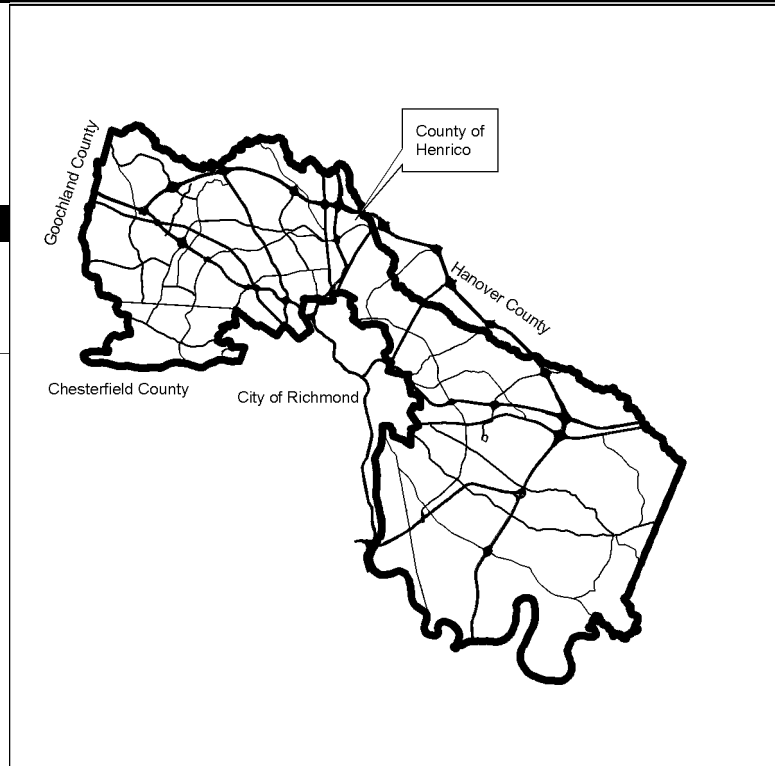 County of
Henrico
Goochland County
Hanover County
Chesterfield County
City of Richmond